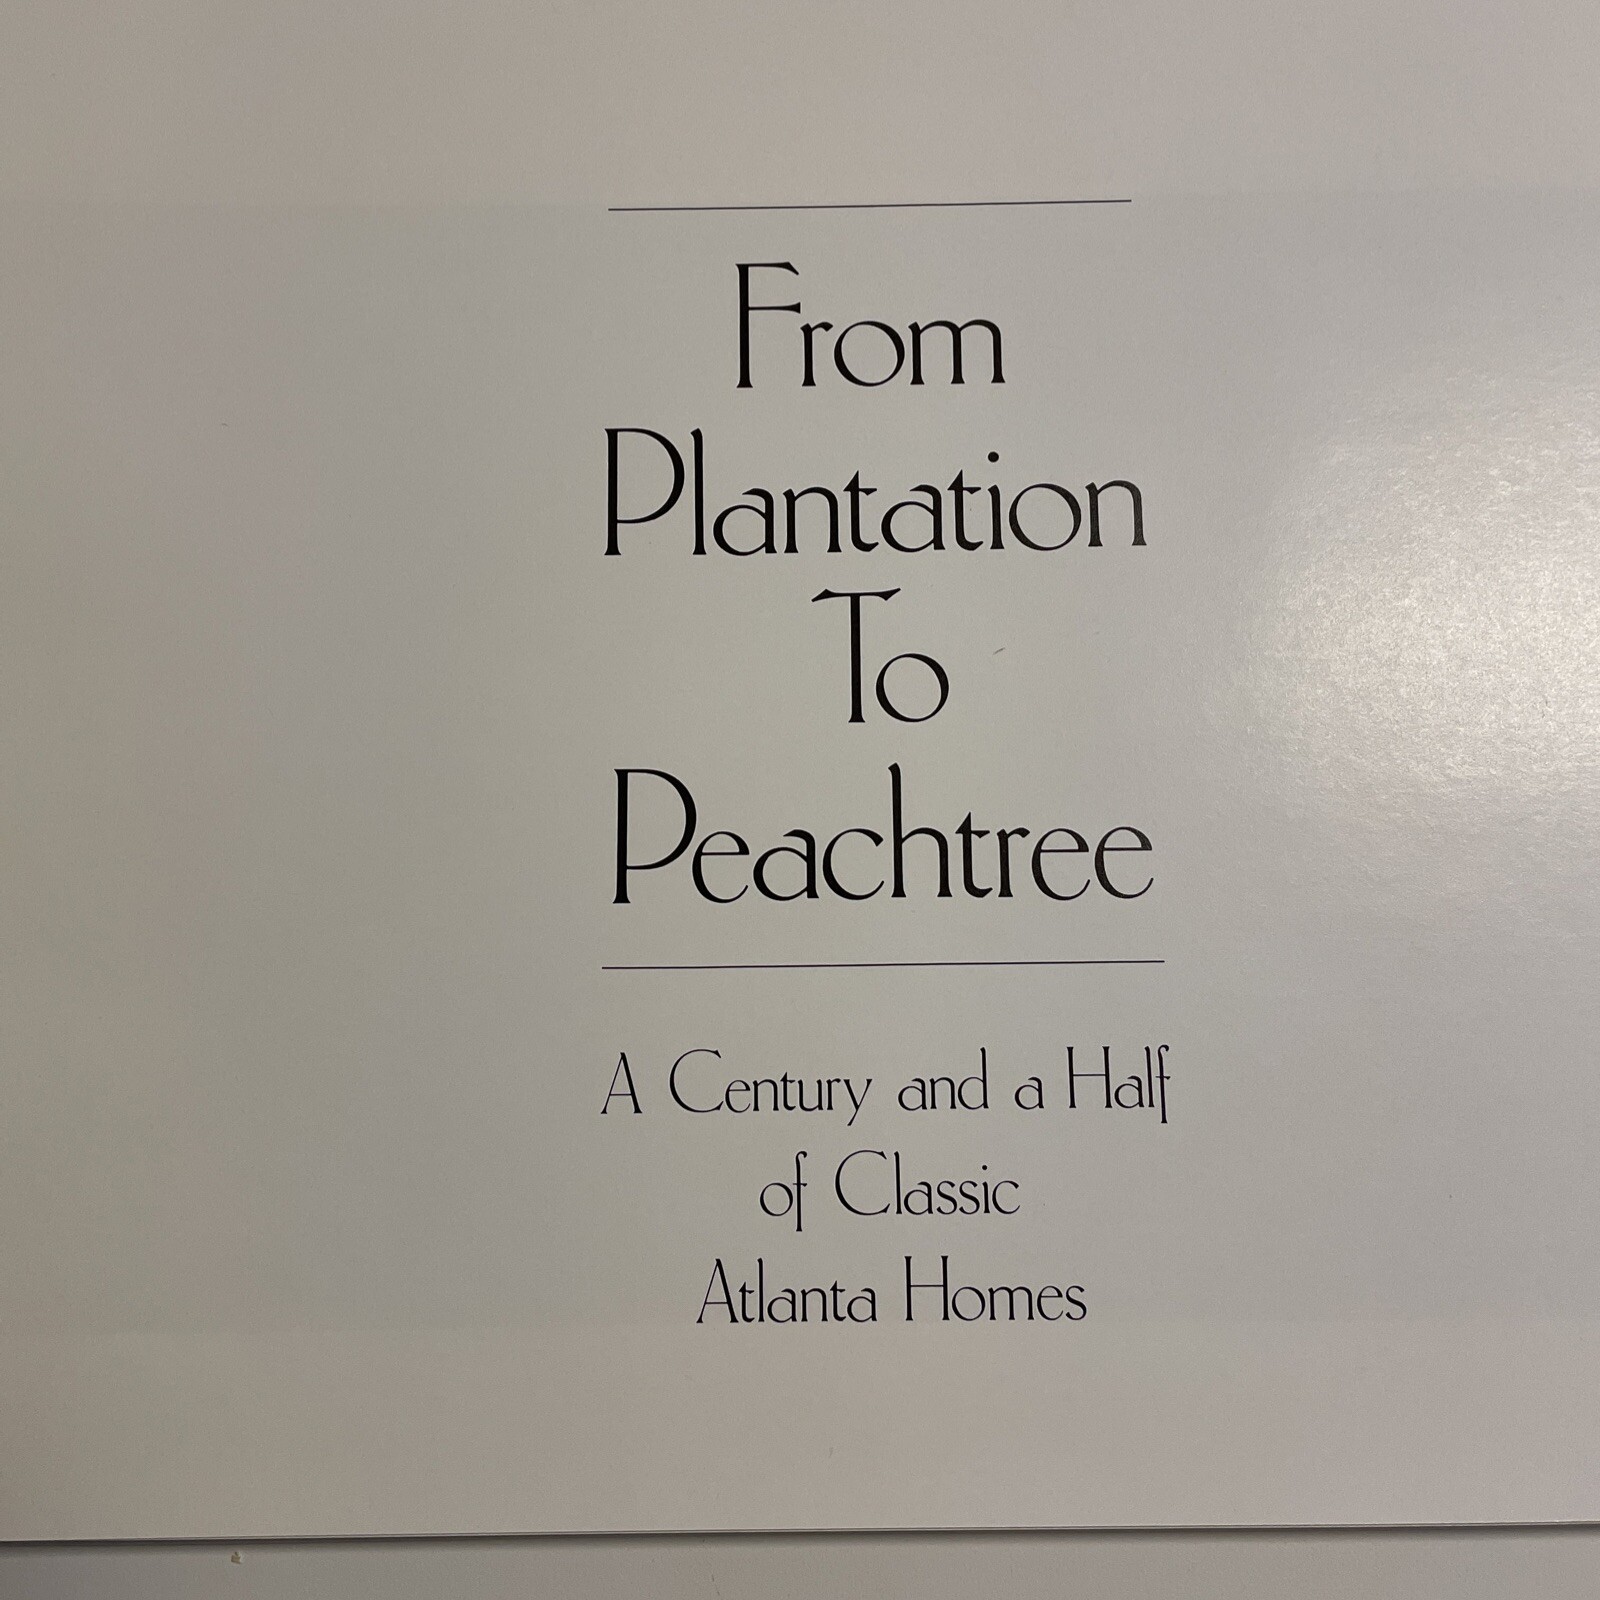 From
Plantation
To
Peachtree
A Century and a Half
of Classic
Atlanta Homes